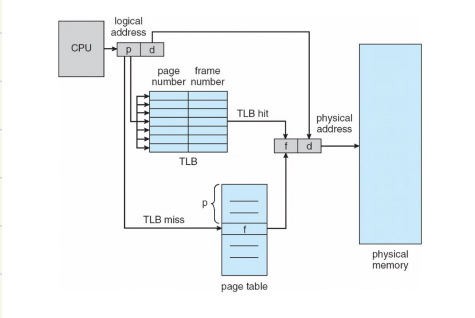 logical
address
CPU
p d
page
number
frame
number
TLB hit
TLB
physical
address
f d
p
TLB miss
f
page table
physical
memory